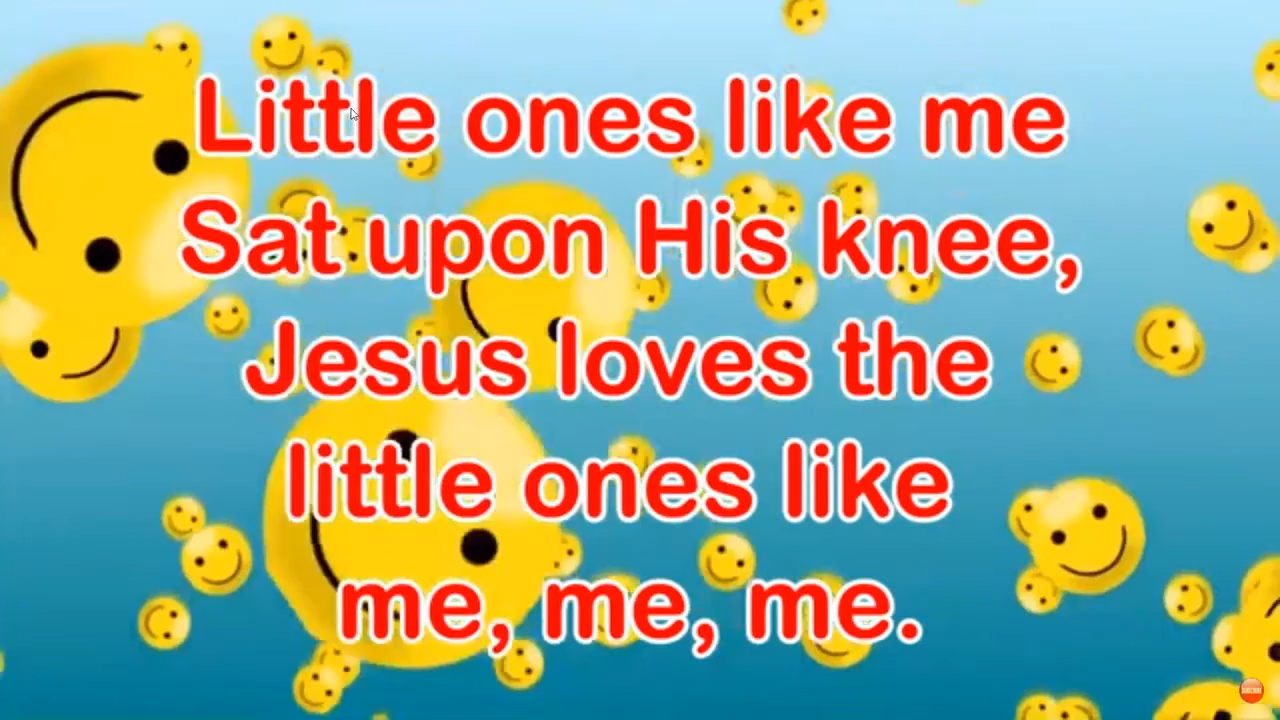 Little ones like me
Sat upon His knee,
Jesus loves the
little ones like
me, me, me.